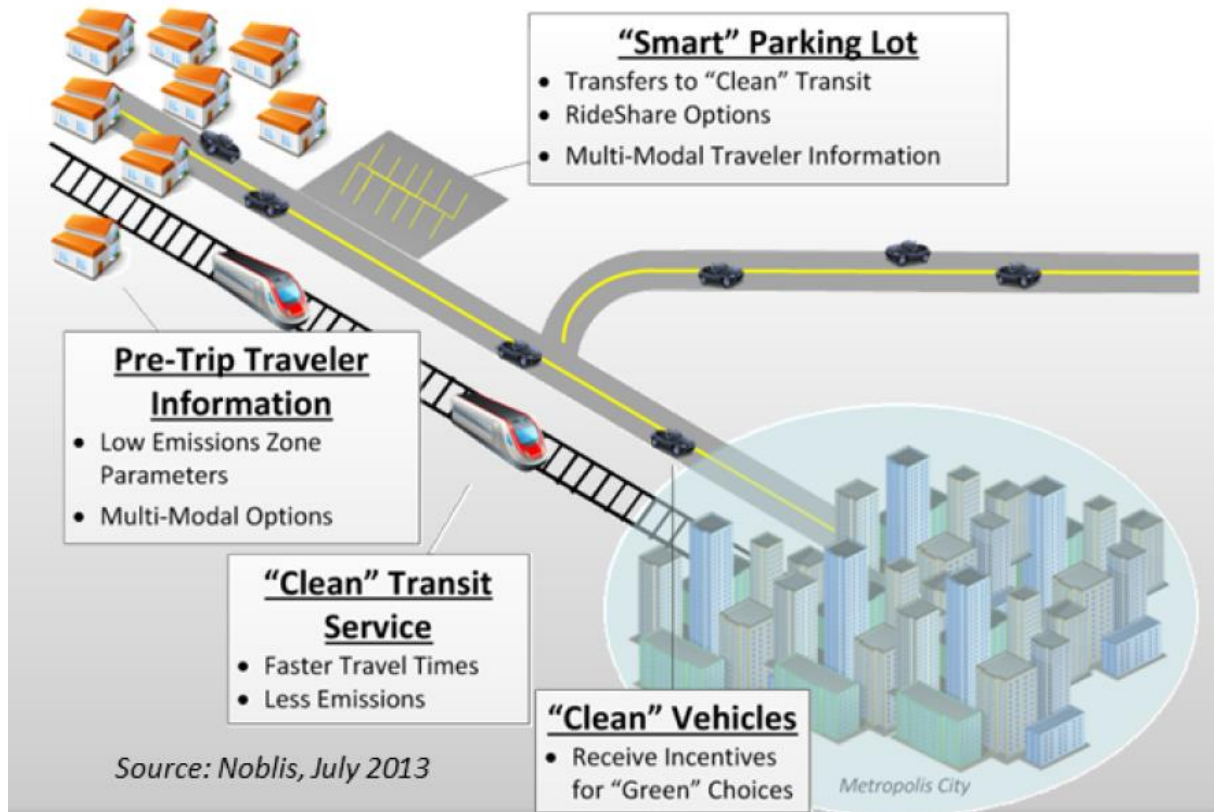 “Smart” Parking Lot
• Transfers to “Clean” Transit
• RideShare Options
• Multi-Modal Traveler Information
Pre-Trip Traveler
Information
• Low Emissions Zone
Parameters
• Multi-Modal Options
“Clean” Transit
Service
• Faster Travel Times
• Less Emissions
“Clean” Vehicles
• Receive Incentives
for “Green” Choices
Metropolis City
Source: Noblis, July 2013